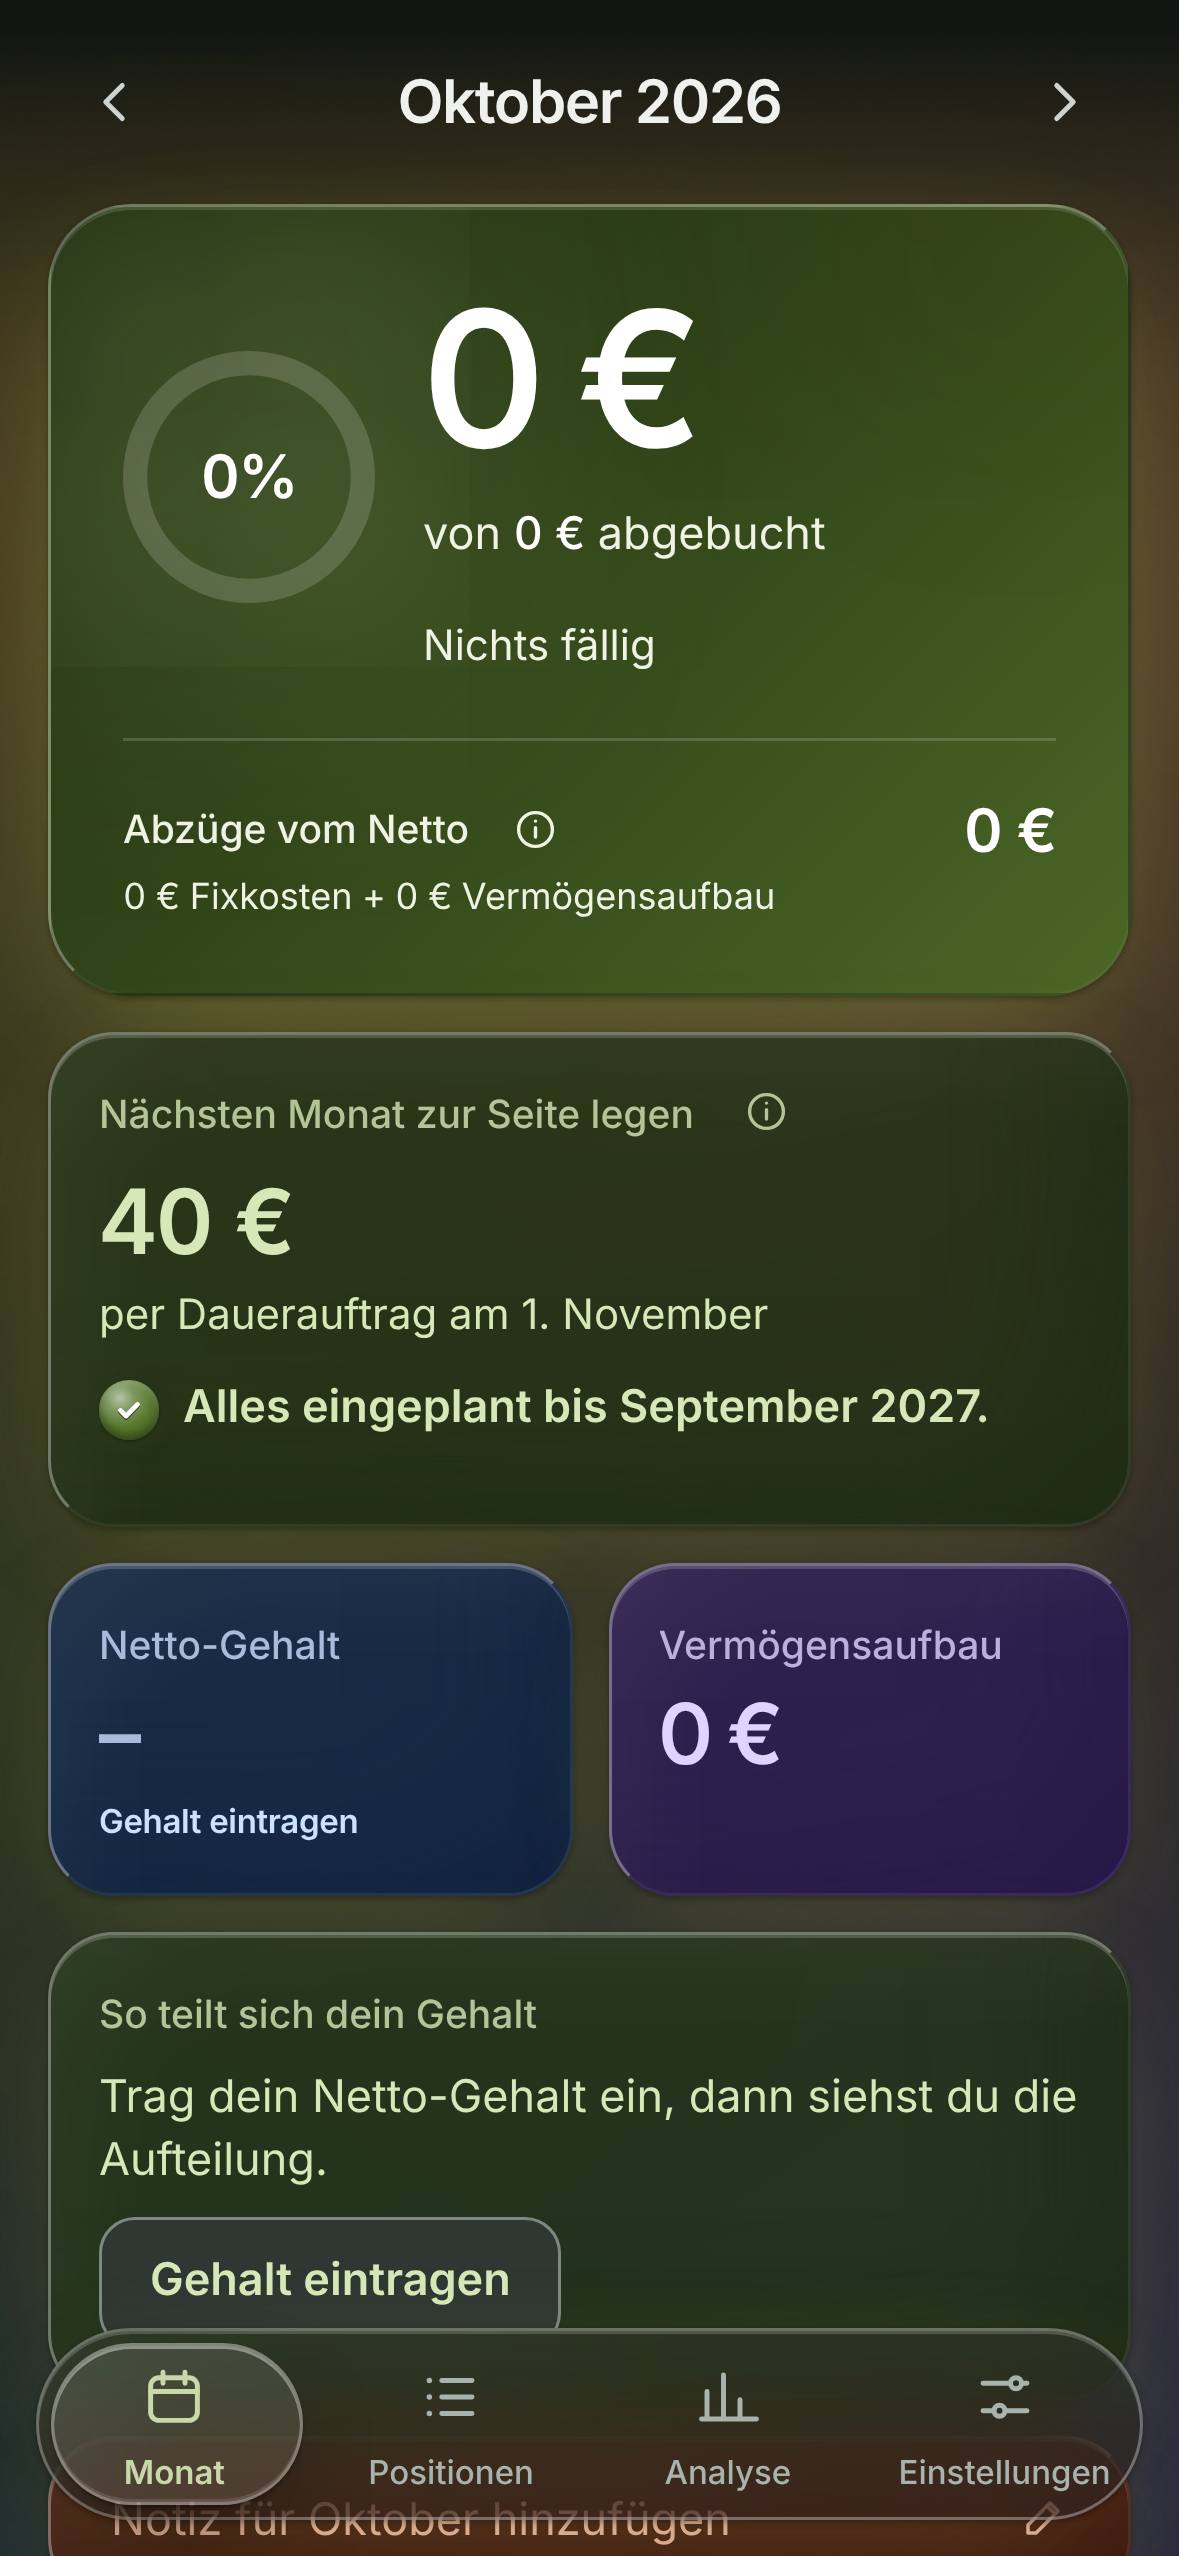 Oktober 2026
0 €
0%
von 0 € abgebucht
Nichts fällig
Abzüge vom Netto
0 €
0 € Fixkosten + 0 € Vermögensaufbau
Nächsten Monat zur Seite legen
40 €
per Dauerauftrag am 1. November
Alles eingeplant bis September 2027.
Netto-Gehalt
–
Gehalt eintragen
Vermögensaufbau
0 €
So teilt sich dein Gehalt
Trag dein Netto-Gehalt ein, dann siehst du die
Aufteilung.
Gehalt eintragen
Monat
Positionen
Analyse
Einstellungen
Notiz für Oktober hinzufügen